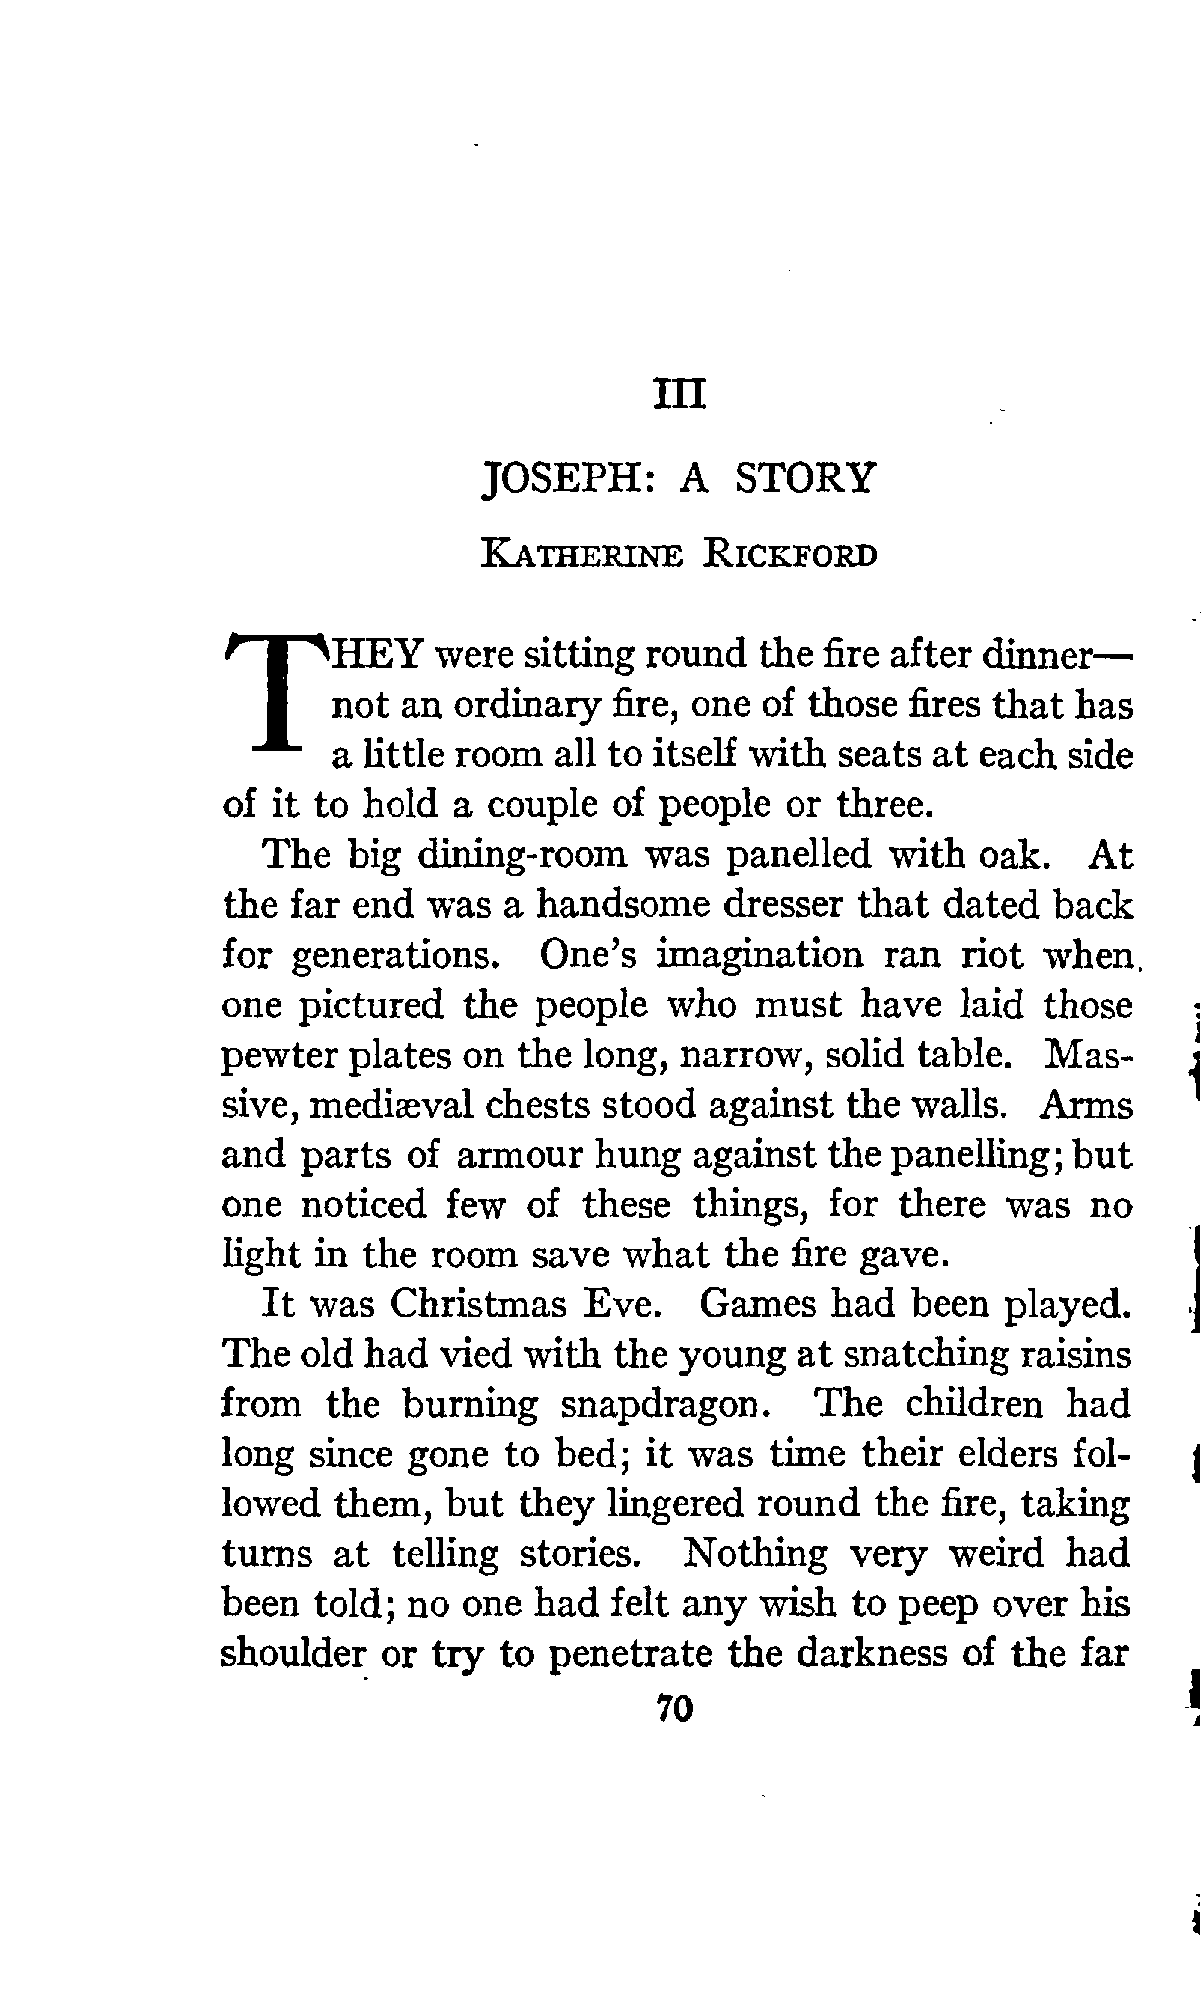 III
JOSEPH: A STORY
KATHERINE RICKFORD
THEY were sitting round the fire after dinner—
not an ordinary fire, one of those fires that has
a little room all to itself with seats at each side
of it to hold a couple of people or three.
The big dining-room was panelled with oak. At
the far end was a handsome dresser that dated back
for generations. One's imagination ran riot when
one pictured the people who must have laid those
pewter plates on the long, narrow, solid table. Mas-
sive, mediæval chests stood against the walls. Arms
and parts of armour hung against the panelling; but
one noticed few of these things, for there was no
light in the room save what the fire gave.
It was Christmas Eve. Games had been played.
The old had vied with the young at snatching raisins
from the burning snapdragon. The children had
long since gone to bed; it was time their elders fol-
lowed them, but they lingered round the fire, taking
turns at telling stories. Nothing very weird had
been told; no one had felt any wish to peep over his
shoulder or try to penetrate the darkness of the far
70